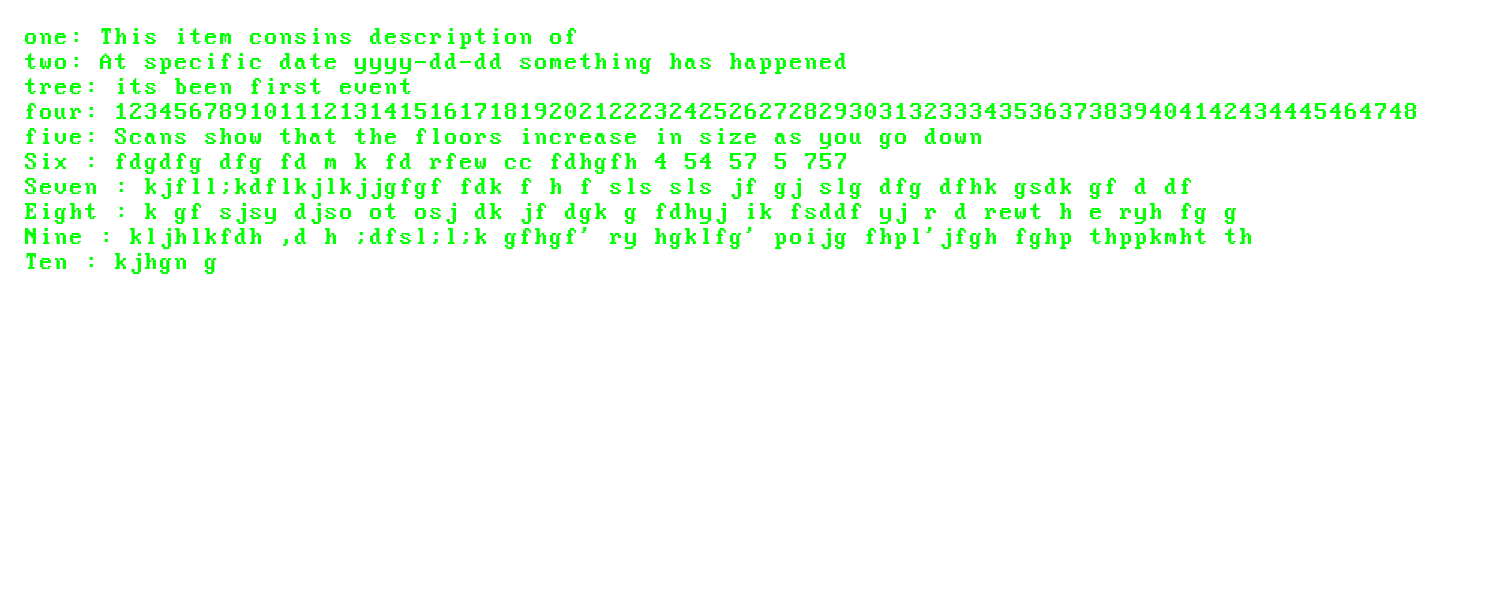 one: This item consins description of
two: At specific date yyyy-dd-dd something has happened
tree: its been first event
four: 123456789101112131415161718192021222324252627282930313233343536373839404142434445464748
five: Scans show that the floors increase in size as you go down
Six : fdgdfg dfg fd m k fd rfew cc fdhgfh 4 54 57 5 757
Seven : kjfll;kdflkjlkjjgfgf fdk f h f sls sls jf gj slg dfg dfhk gsdk gf d df
Eight : k gf sjsy djso ot osj dk jf dgk g fdhyj ik fsddf yj r d rewt h e ryh fg g
Nine : kljhlkfdh ,d h ;dfsl;l;k gfhgf' ry hgklfg' poijg fhpl'jfgh fghp thppkmht th
Ten : kjhgn g